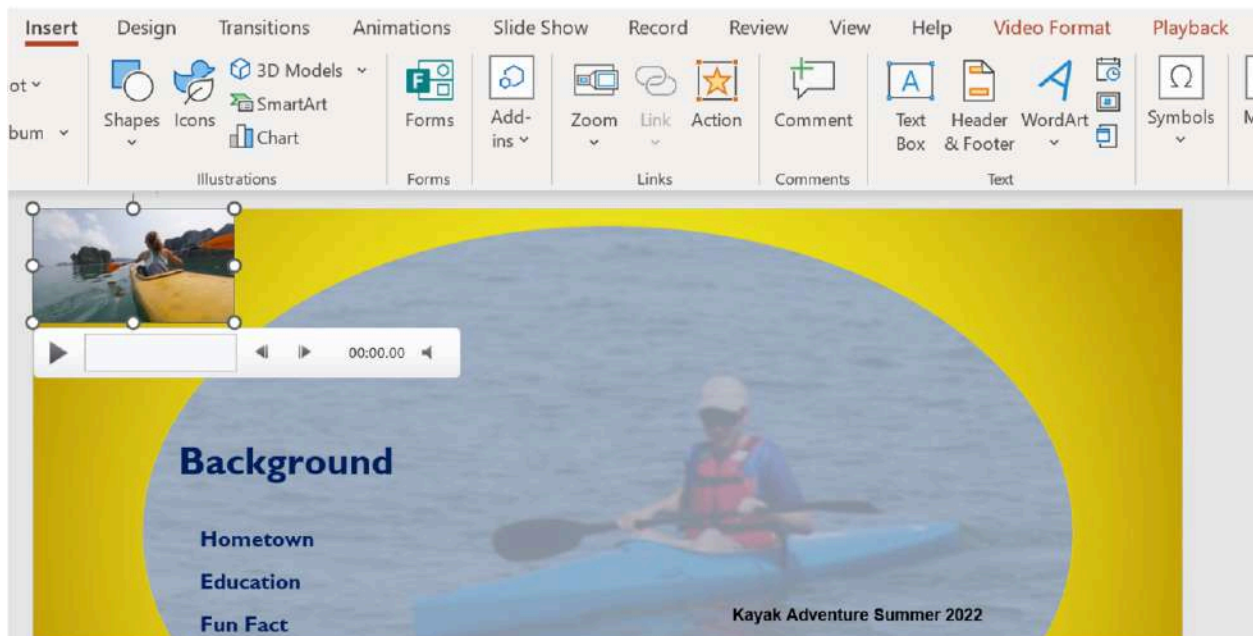 Insert Design Transitions Animations Slide Show Record Review View Help Video Format Playback
ot
bum
Shapes
Icons
3D Models
SmartArt
Chart
Illustrations
F
Forms
Forms
Add-
ins
Zoom
Link
Action
Links
Comment
Comments
A
Text
Box
Header
& Footer
A
WordArt
Text
Ω
Symbols
M
00:00.00
Background
Hometown
Education
Fun Fact
Kayak Adventure Summer 2022